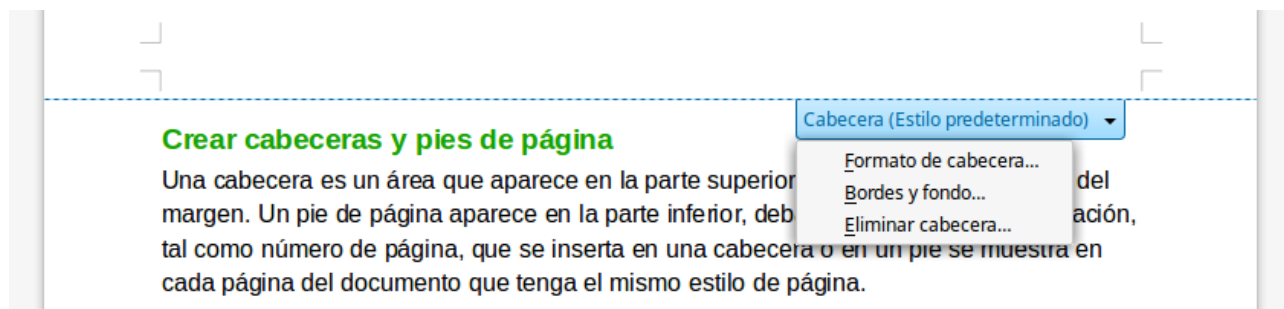 Cabecera (Estilo predeterminado)
Crear cabeceras y pies de página
Formato de cabecera...
Bordes y fondo...
Eliminar cabecera...
Una cabecera es un área que aparece en la parte superior del
margen. Un pie de página aparece en la parte inferior, ación,
tal como número de página, que se inserta en una cabecera o en un pie se muestra en
cada página del documento que tenga el mismo estilo de página.